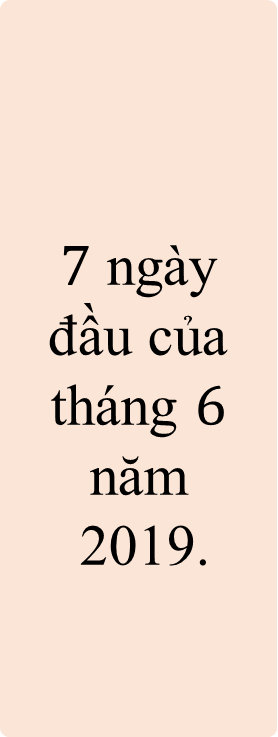 7 ngày
đầu của
tháng 6
năm
2019.